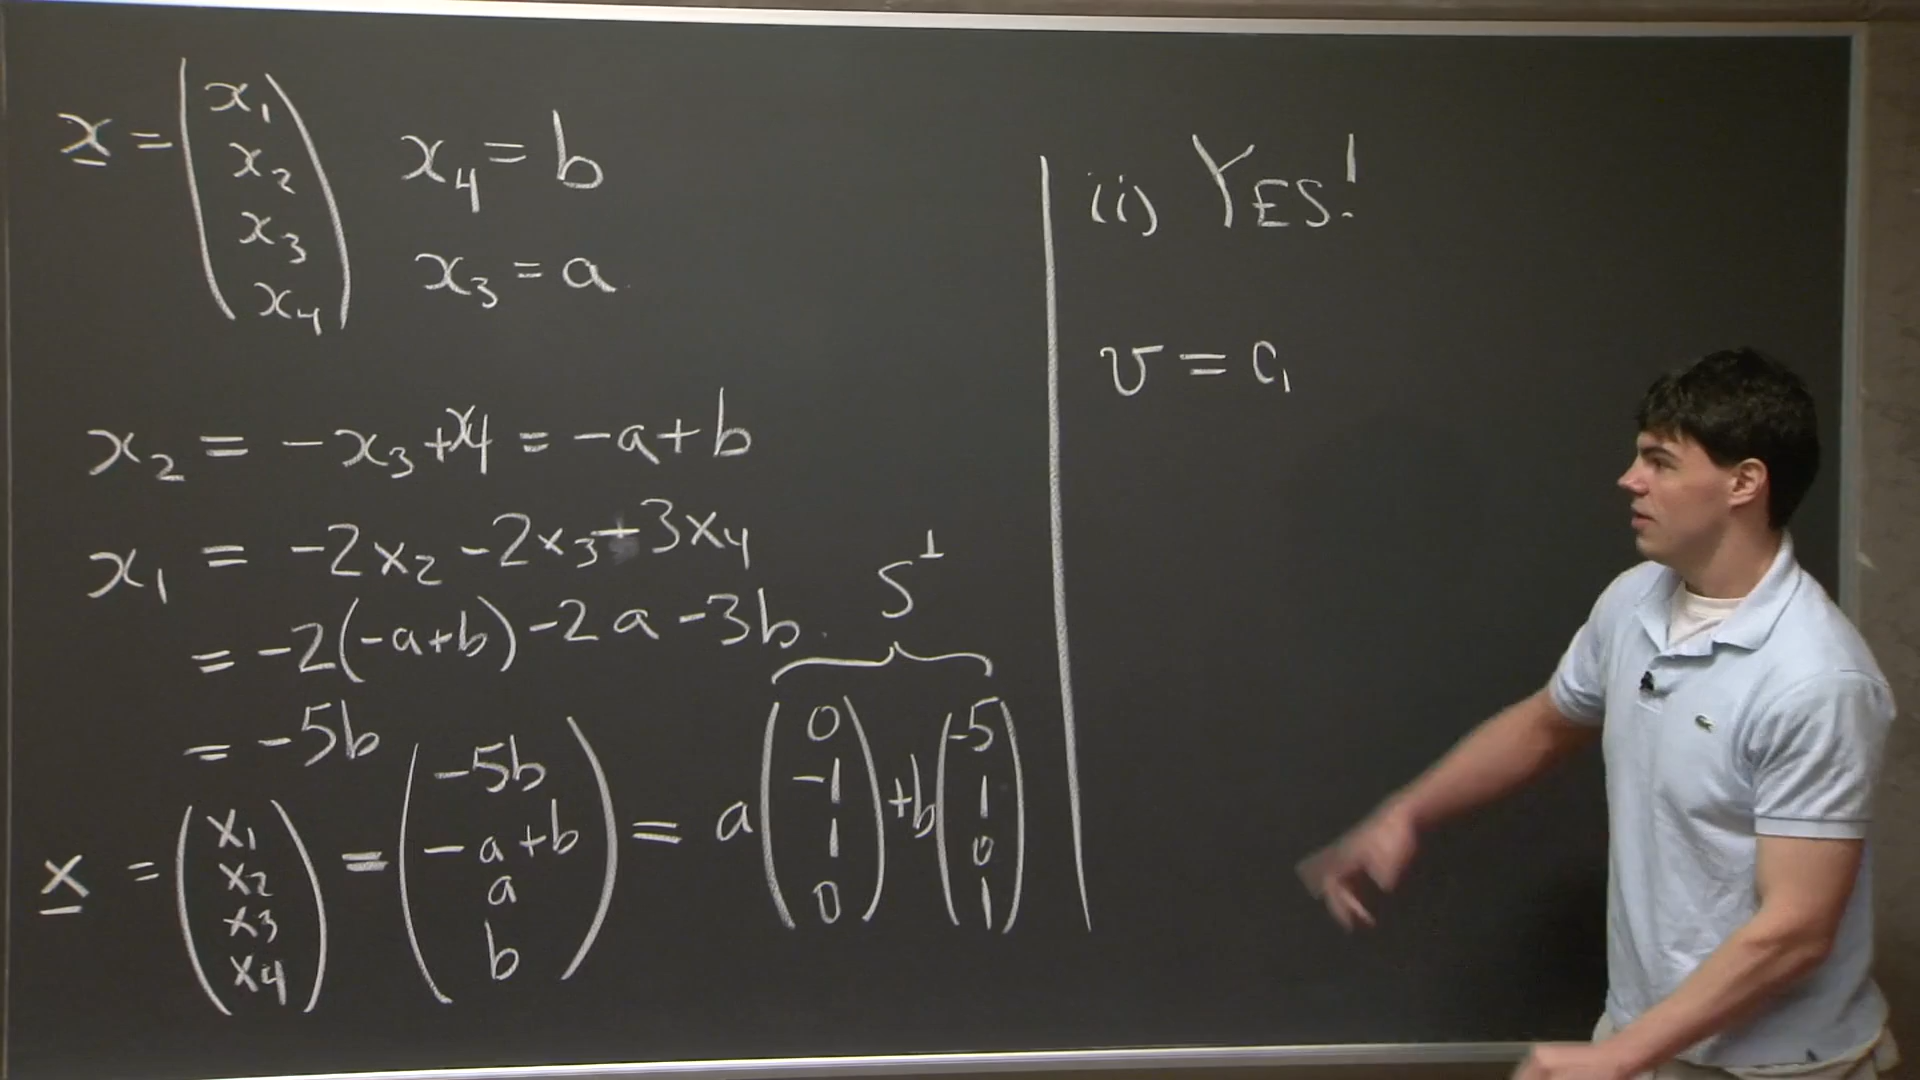 x = (x₁ x₂ x₃ x₄)
x₄ = b
x₃ = a
x₂ = -x₃+x₄ = -a+b
x₁ = -2x₂ -2x₃ -3x₄
= -2(-a+b) -2a -3b
= -5b
x = (x₁ x₂ x₃ x₄) = (-5b -a+b a b) = a(0 -1 1 0) +b(-5 1 0 1)
S⊥
(ii) YES!
v = c₁